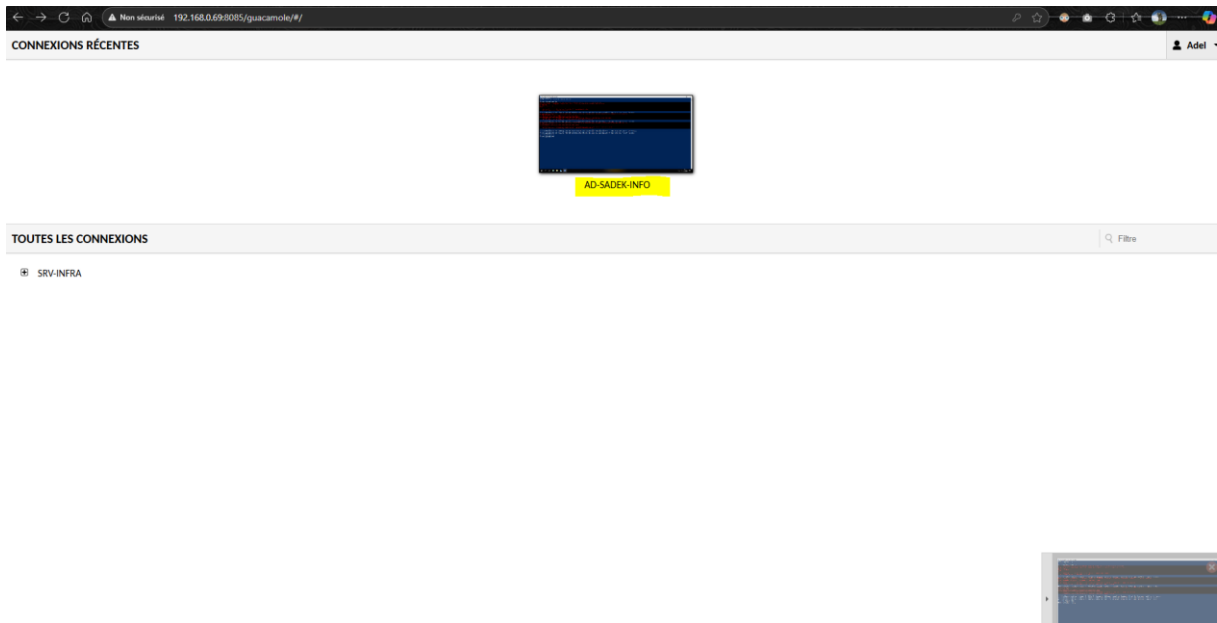 Non sécurisé 192.168.0.69:8085/guacamole/#/
CONNEXIONS RÉCENTES
Adel
AD-SADEK-INFO
TOUTES LES CONNEXIONS
Filtre
SRV-INFRA